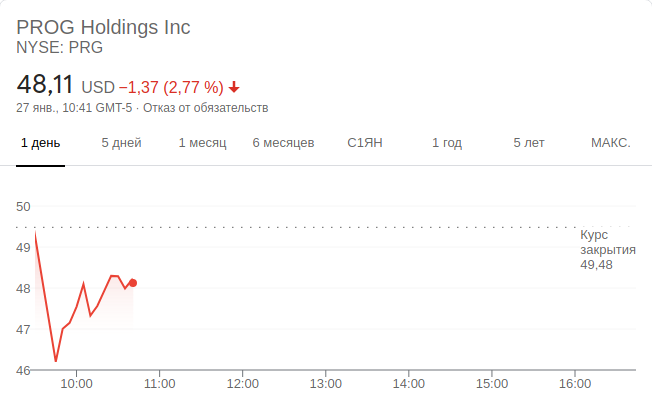 PROG Holdings Inc
NYSE: PRG
48,11 USD −1,37 (2,77 %)
27 янв., 10:41 GMT-5 · Отказ от обязательств
1 день 5 дней 1 месяц 6 месяцев С1ЯН 1 год 5 лет МАКС.
50
Курс
49
закрытия
49,48
48
47
46
10:00 11:00 12:00 13:00 14:00 15:00 16:00